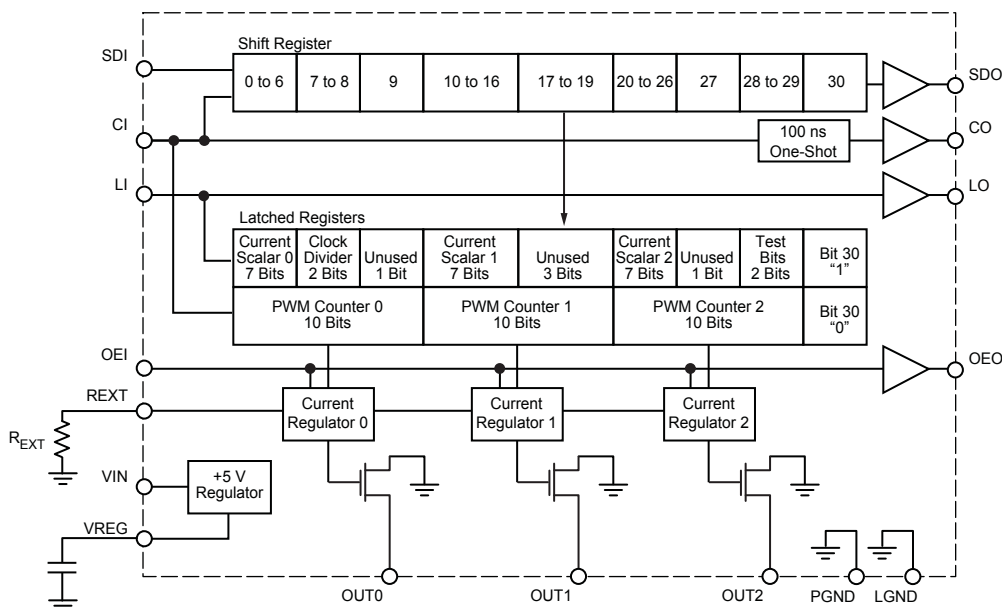 Shift Register
SDI
0 to 6
7 to 8
9
10 to 16
17 to 19
20 to 26
27
28 to 29
30
SDO
CI
100 ns
One-Shot
CO
LI
LO
Latched Registers
Current
Scalar 0
7 Bits
Clock
Divider
2 Bits
Unused
1 Bit
Current
Scalar 1
7 Bits
Unused
3 Bits
Current
Scalar 2
7 Bits
Unused
1 Bit
Test
Bits
2 Bits
Bit 30
“1”
PWM Counter 0
10 Bits
PWM Counter 1
10 Bits
PWM Counter 2
10 Bits
Bit 30
“0”
OEI
OEO
REXT
Current
Regulator 0
Current
Regulator 1
Current
Regulator 2
REXT
VIN
+5 V
Regulator
VREG
OUT0
OUT1
OUT2
PGND
LGND